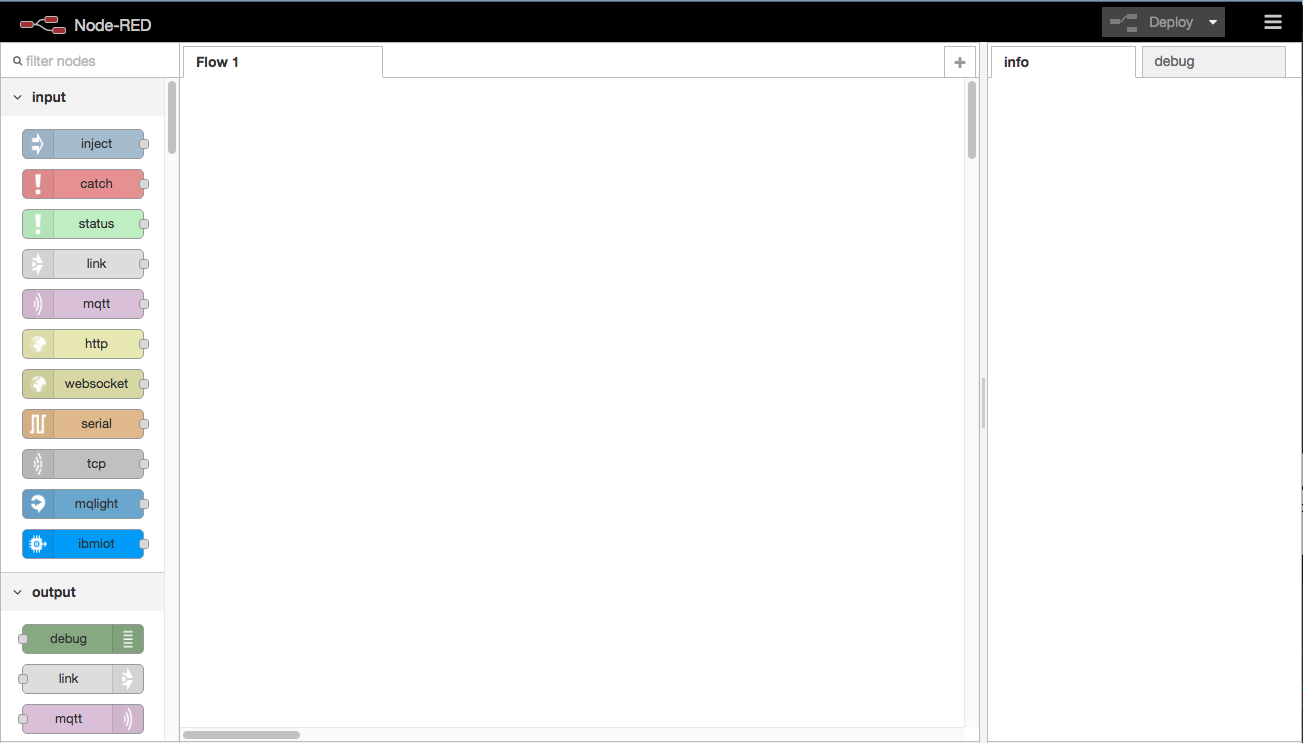 Node-RED
Deploy
filter nodes
Flow 1
info
debug
input
inject
catch
status
link
mqtt
http
websocket
serial
tcp
mqlight
ibmiot
output
debug
link
mqtt